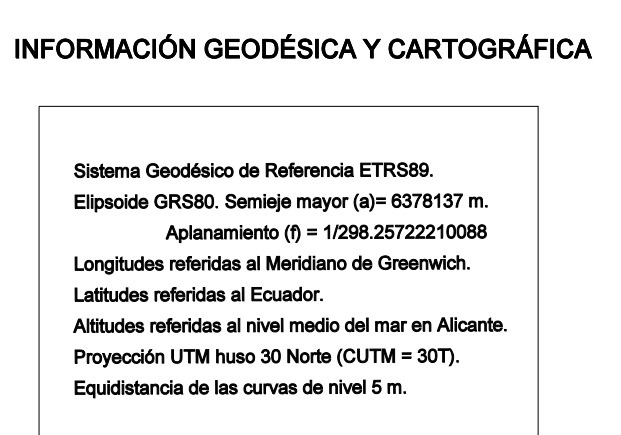 INFORMACIÓN GEODÉSICA Y CARTOGRÁFICA
Sistema Geodésico de Referencia ETRS89.
Elipsoide GRS80. Semieje mayor (a)= 6378137 m.
Aplanamiento (f) = 1/298.25722210088
Longitudes referidas al Meridiano de Greenwich.
Latitudes referidas al Ecuador.
Altitudes referidas al nivel medio del mar en Alicante.
Proyección UTM huso 30 Norte (CUTM = 30T).
Equidistancia de las curvas de nivel 5 m.